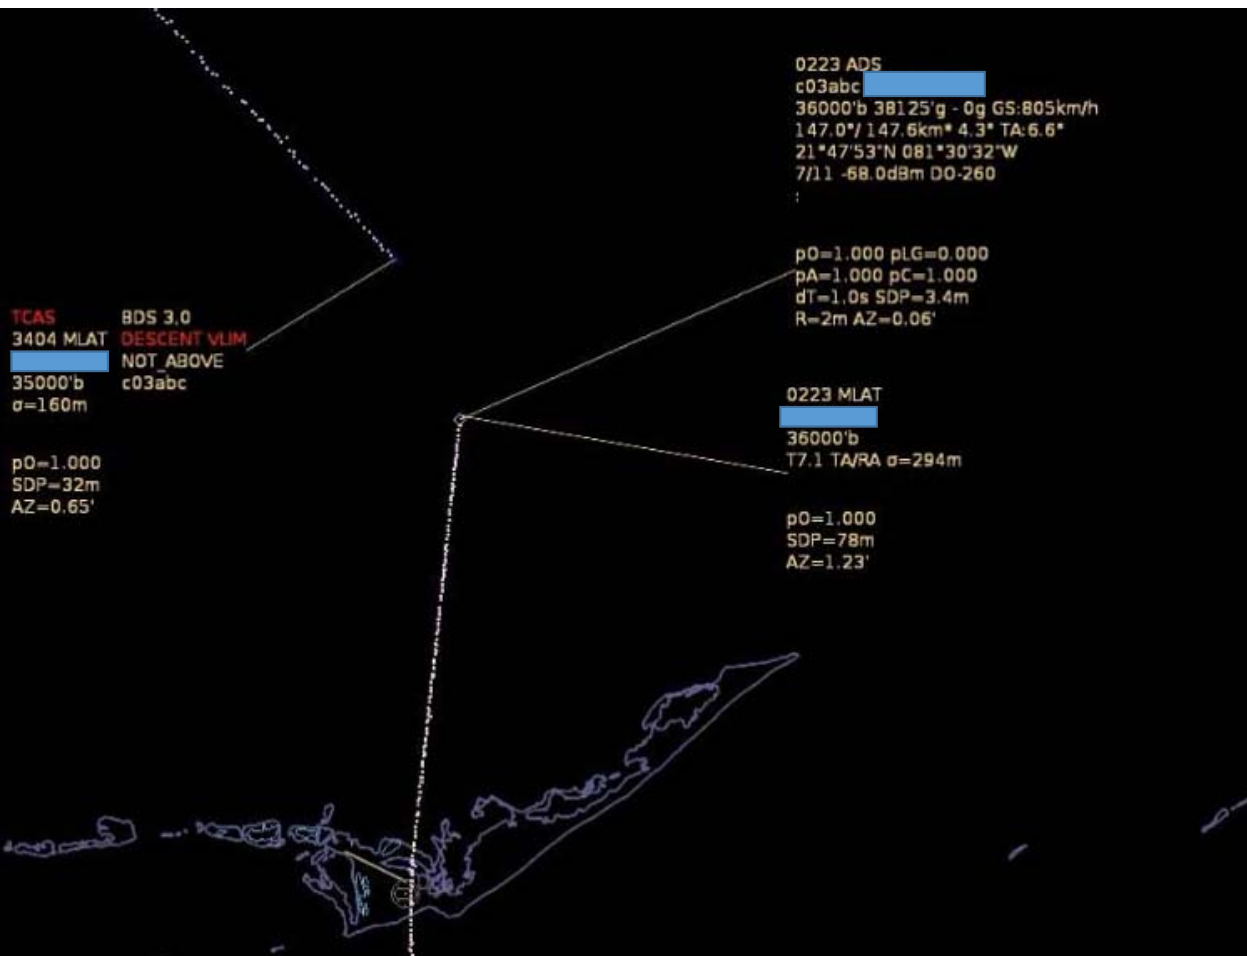 TCAS BDS 3,0
3404 MLAT DESCENT VLIM
NOT_ABOVE
35000'b c03abc
σ=160m
pO=1.000
SDP=32m
AZ=0.65'
0223 ADS
c03abc
36000'b 38125'g - 0g GS:805km/h
147.0°/ 147.6km* 4.3° TA:6.6°
21°47'53"N 081°30'32"W
7/11 -68.0dBm DO-260
pO=1.000 pLG=0.000
pA=1.000 pC=1.000
dT=1.0s SDP=3.4m
R=2m AZ=0.06'
0223 MLAT
36000'b
T7.1 TA/RA σ=294m
pO=1.000
SDP=78m
AZ=1.23'